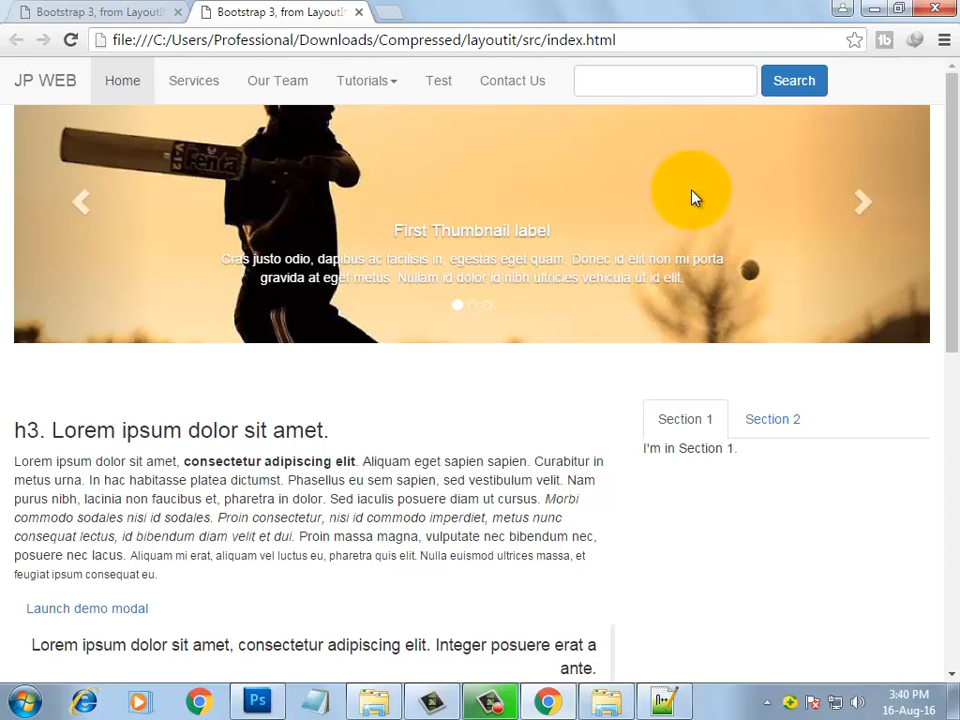 Bootstrap 3, from LayoutI
Bootstrap 3, from LayoutI
file:///C:/Users/Professional/Downloads/Compressed/layoutit/src/index.html
JP WEB Home Services Our Team Tutorials Test Contact Us Search
VA12 Fenta
First Thumbnail label
Cras justo odio, dapibus ac facilisis in, egestas eget quam. Donec id elit non mi porta
gravida at eget metus. Nullam id dolor id nibh ultricies vehicula ut id elit.
Section 1 Section 2
I'm in Section 1.
h3. Lorem ipsum dolor sit amet.
Lorem ipsum dolor sit amet, consectetur adipiscing elit. Aliquam eget sapien sapien. Curabitur in
metus urna. In hac habitasse platea dictumst. Phasellus eu sem sapien, sed vestibulum velit. Nam
purus nibh, lacinia non faucibus et, pharetra in dolor. Sed iaculis posuere diam ut cursus. Morbi
commodo sodales nisi id sodales. Proin consectetur, nisi id commodo imperdiet, metus nunc
consequat lectus, id bibendum diam velit et dui. Proin massa magna, vulputate nec bibendum nec,
posuere nec lacus. Aliquam mi erat, aliquam vel luctus eu, pharetra quis elit. Nulla euismod ultrices massa, et
feugiat ipsum consequat eu.
Launch demo modal
Lorem ipsum dolor sit amet, consectetur adipiscing elit. Integer posuere erat a
ante.
Ps
3:40 PM
16-Aug-16